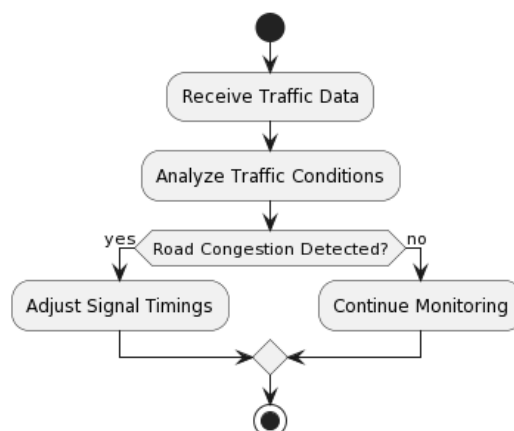 Receive Traffic Data
Analyze Traffic Conditions
yes
Road Congestion Detected?
no
Adjust Signal Timings
Continue Monitoring